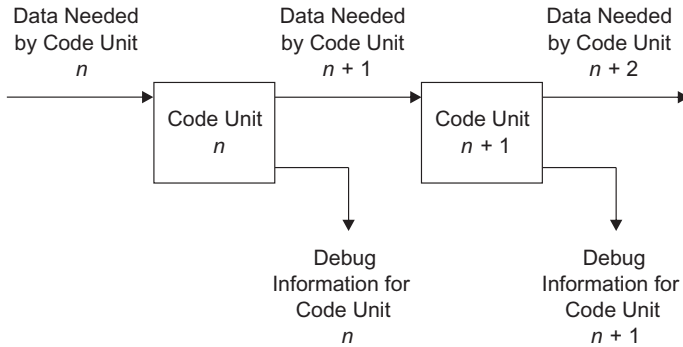 Data Needed
by Code Unit
n
Data Needed
by Code Unit
n + 1
Data Needed
by Code Unit
n + 2
Code Unit
n
Code Unit
n + 1
Debug
Information for
Code Unit
n
Debug
Information for
Code Unit
n + 1